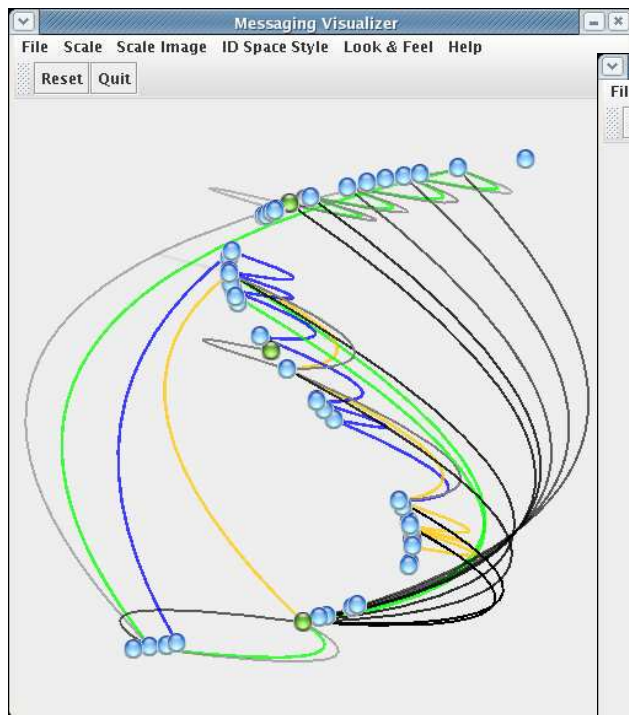 Messaging Visualizer
File Scale Scale Image ID Space Style Look & Feel Help
Fil
Reset Quit